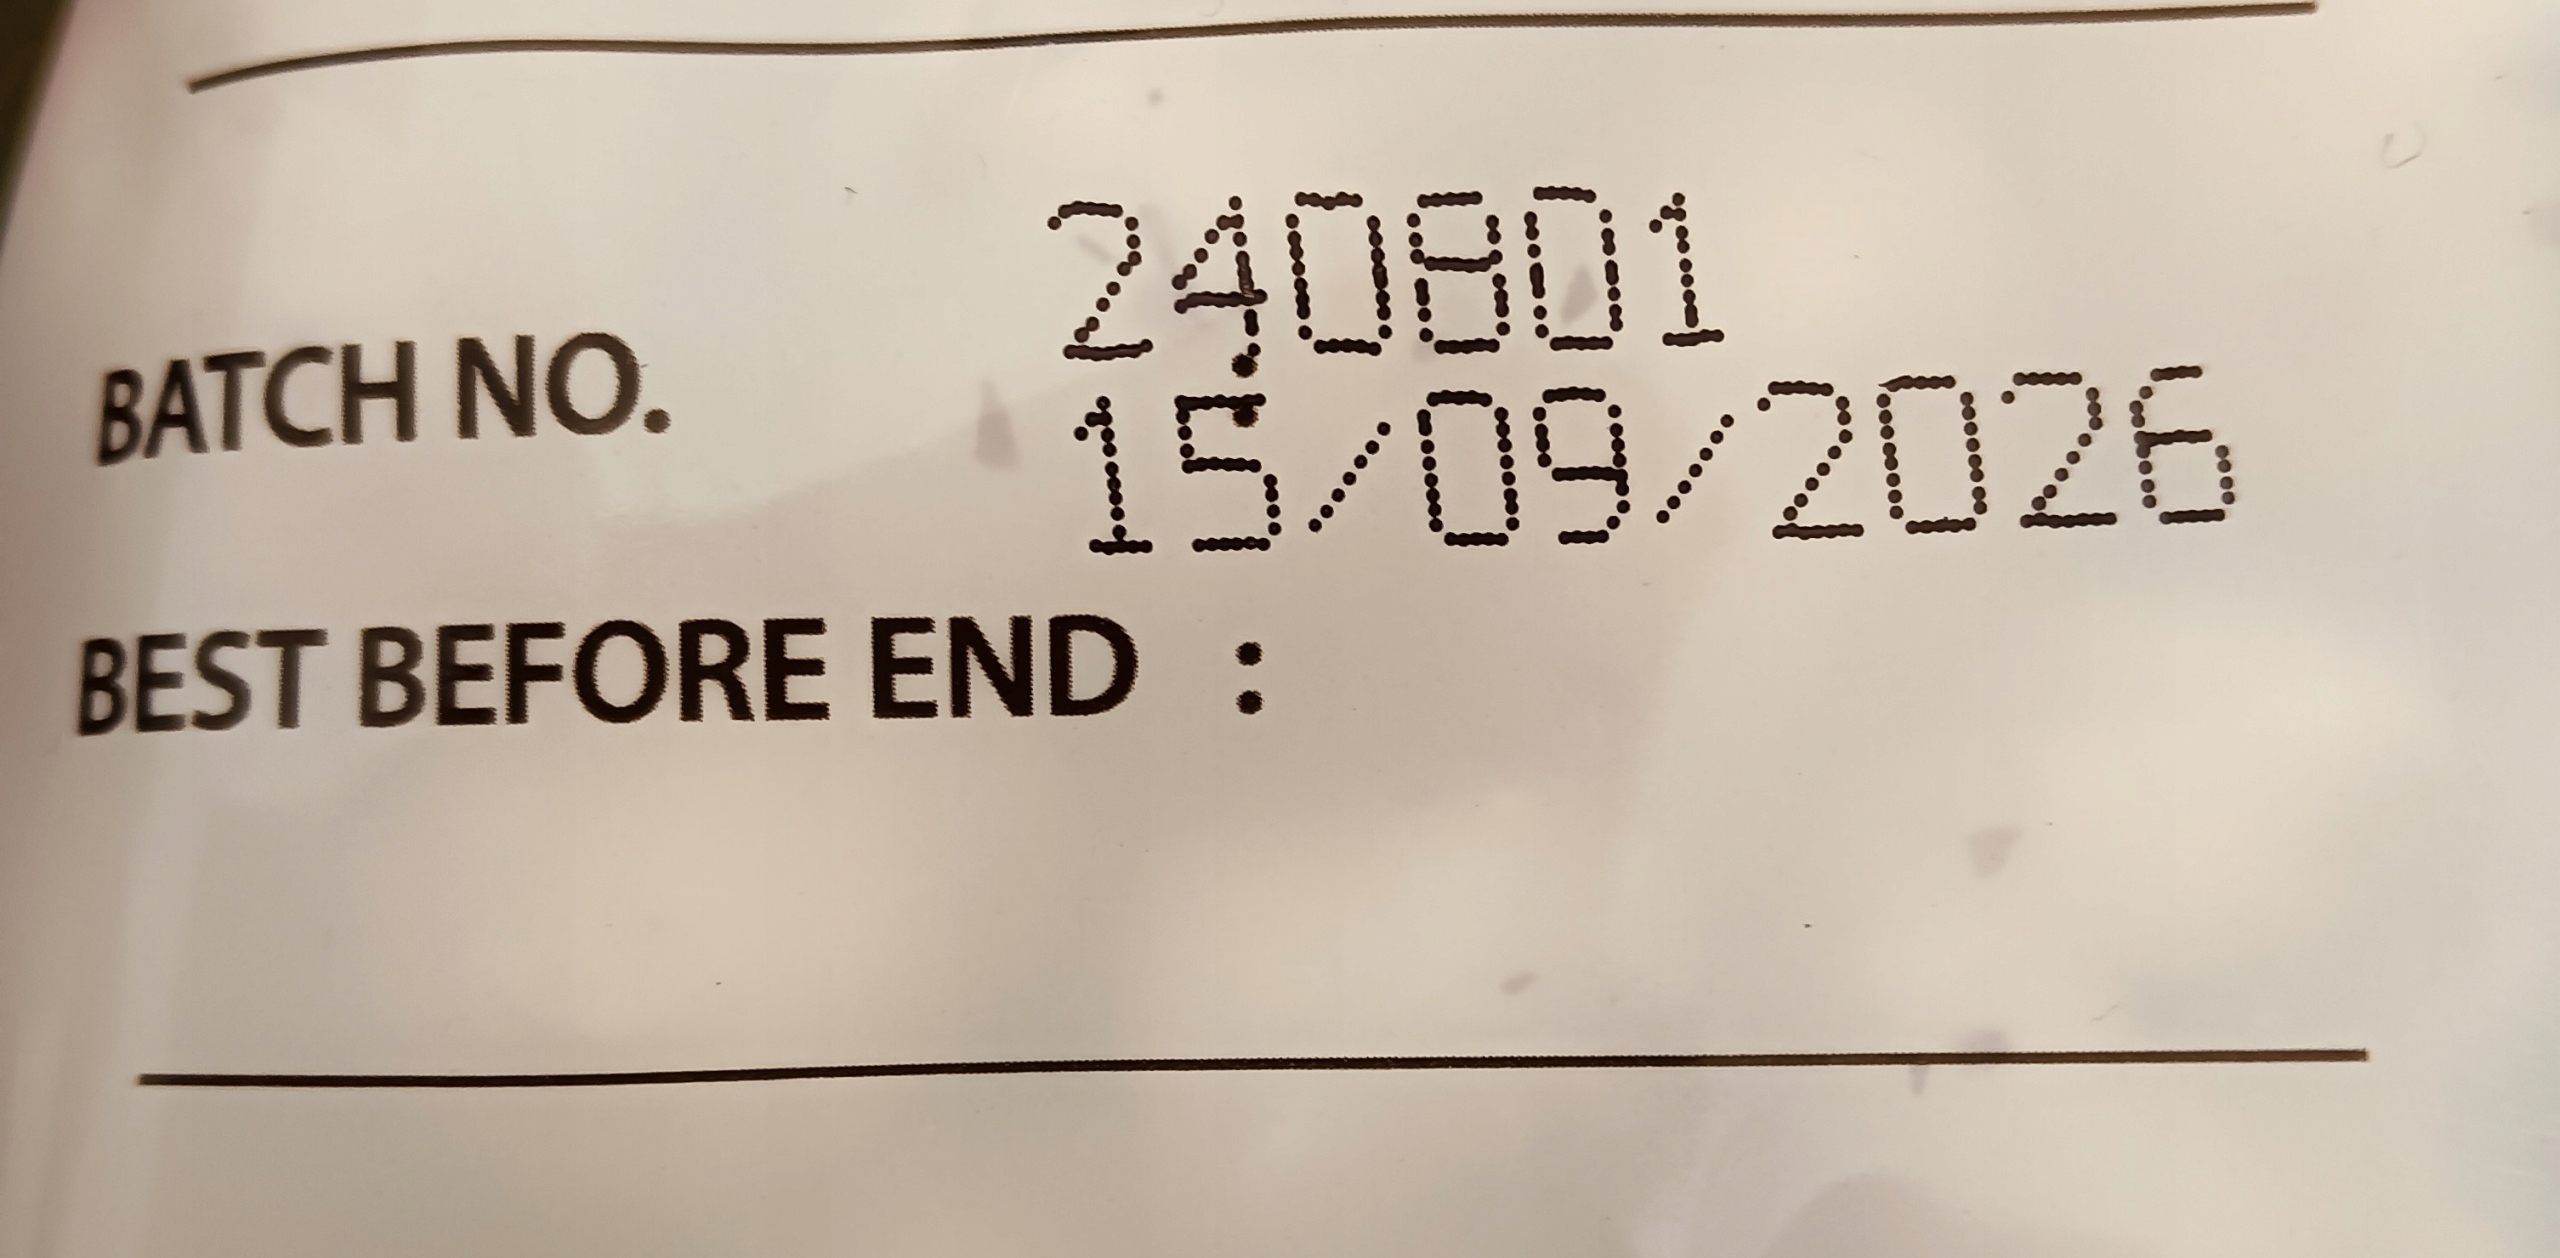 240801
BATCH NO. :
15/09/2026
BEST BEFORE END :